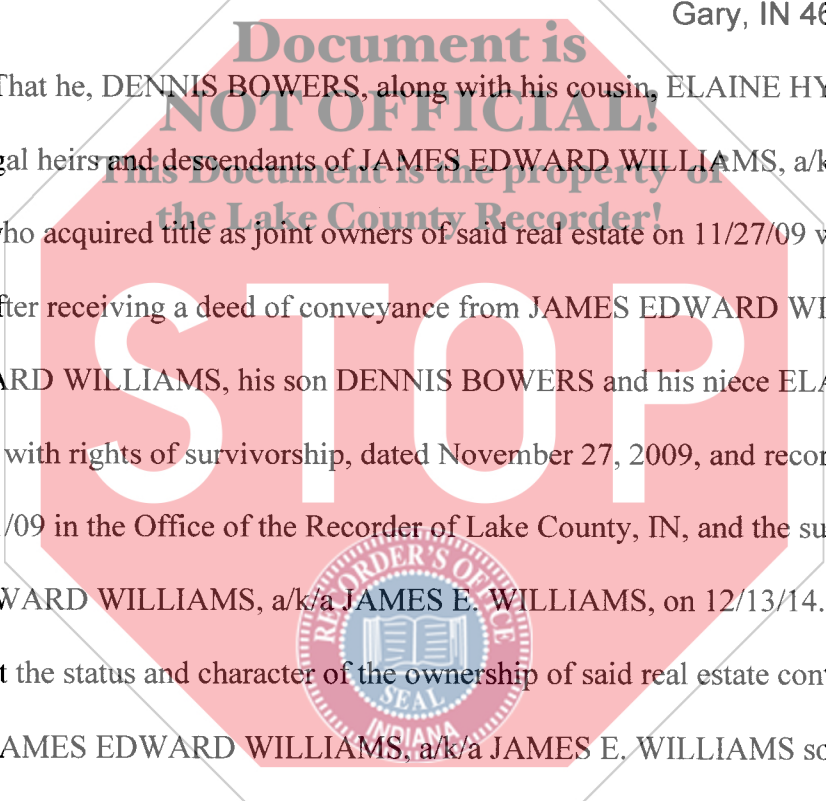 Gary, IN 46
Document is
That he, DENNIS BOWERS, along with his cousin, ELAINE HY
NOT OFFICIAL!
gal heirs and descendants of JAMES EDWARD WILLIAMS, a/k
This Document is the property of
the Lake County Recorder!
ho acquired title as joint owners of said real estate on 11/27/09 v
fter receiving a deed of conveyance from JAMES EDWARD WI
STOP
ARD WILLIAMS, his son DENNIS BOWERS and his niece ELA
with rights of survivorship, dated November 27, 2009, and recor
/09 in the Office of the Recorder of Lake County, IN, and the su
RECORDER'S OFFICE
WARD WILLIAMS, a/k/a JAMES E. WILLIAMS, on 12/13/14.
t the status and character of the ownership of said real estate con
SEAL
INDIANA
AMES EDWARD WILLIAMS, a/k/a JAMES E. WILLIAMS so